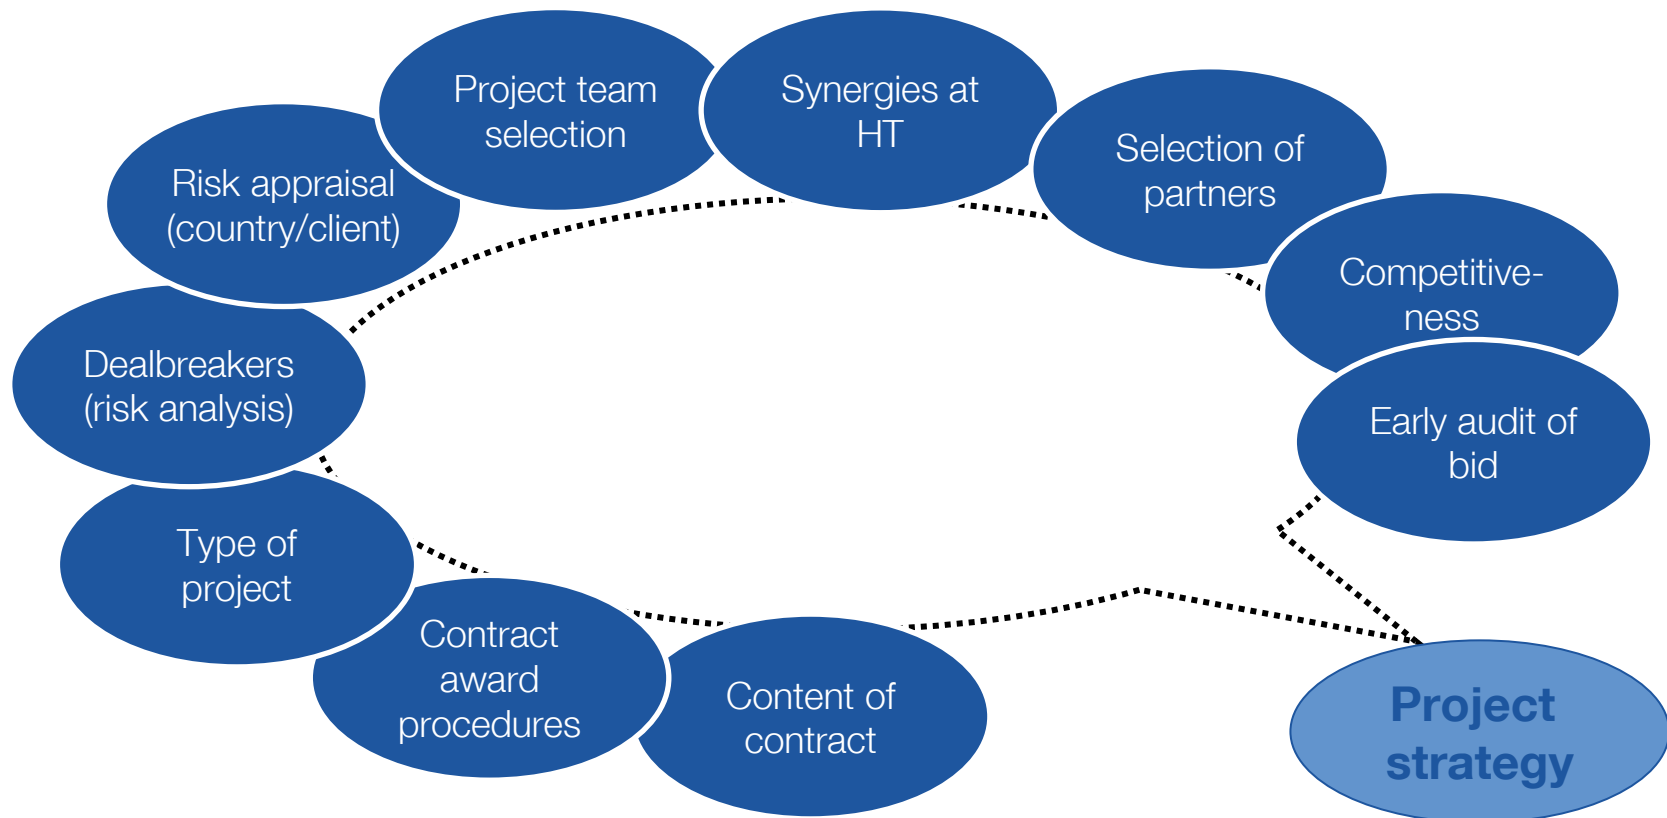 Project team
selection
Synergies at
HT
Selection of
partners
Risk appraisal
(country/client)
Competitive-
ness
Dealbreakers
(risk analysis)
Early audit of
bid
Type of
project
Contract
award
procedures
Content of
contract
Project
strategy